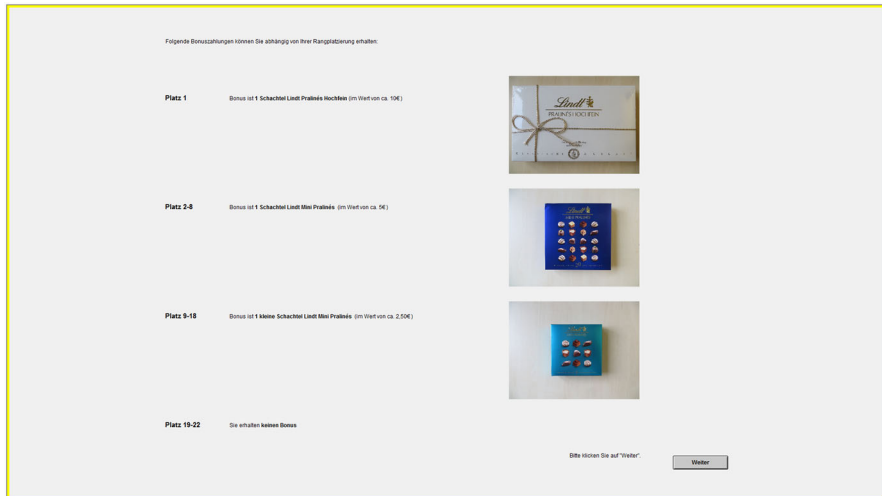 Folgende Bonuszahlungen können Sie abhängig von Ihrer Rangplatzierung erhalten:
Platz 1 Bonus ist 1 Schachtel Lindt Pralinés Hochfein (im Wert von ca. 10€)
Lindt
PRALINÉS HOCHFEIN
Platz 2-8 Bonus ist 1 Schachtel Lindt Mini Pralinés (im Wert von ca. 5€)
Lindt
Platz 9-18 Bonus ist 1 kleine Schachtel Lindt Mini Pralinés (im Wert von ca. 2,50€)
Lindt
Platz 19-22 Sie erhalten keinen Bonus
Bitte klicken Sie auf "Weiter".
Weiter